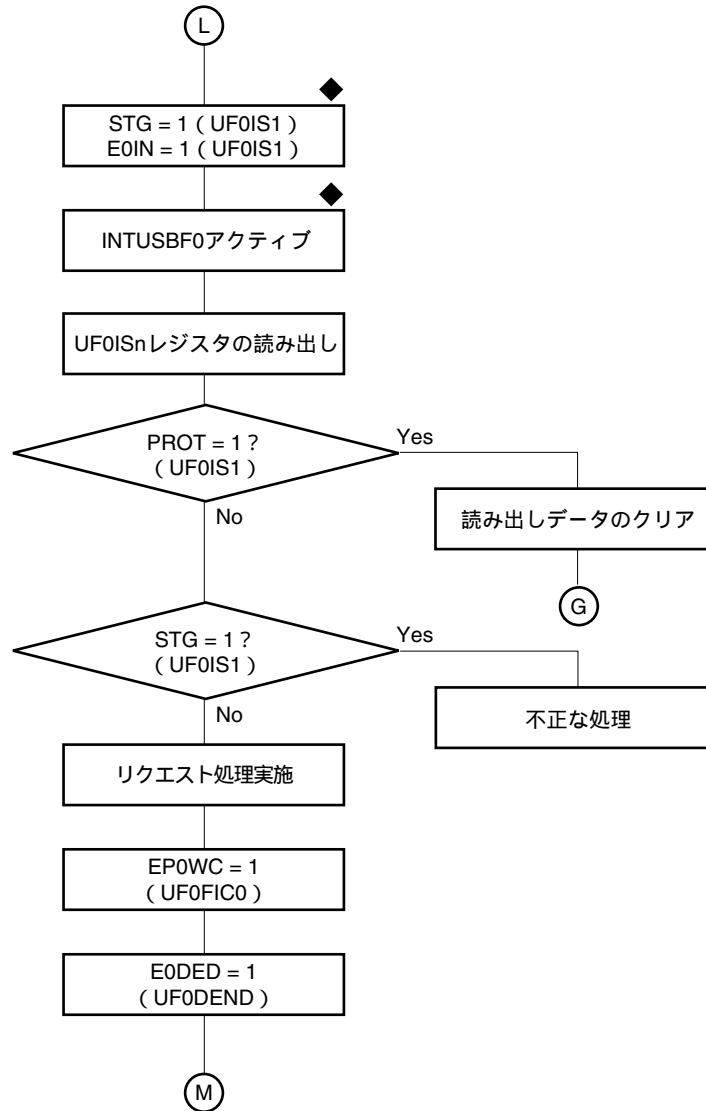 L
STG = 1 ( UF0IS1 )
E0IN = 1 ( UF0IS1 )
INTUSBF0アクティブ
UF0ISnレジスタの読み出し
PROT = 1 ?
( UF0IS1 )
Yes
No
読み出しデータのクリア
G
STG = 1 ?
( UF0IS1 )
Yes
No
不正な処理
リクエスト処理実施
EP0WC = 1
( UF0FIC0 )
E0DED = 1
( UF0DEND )
M